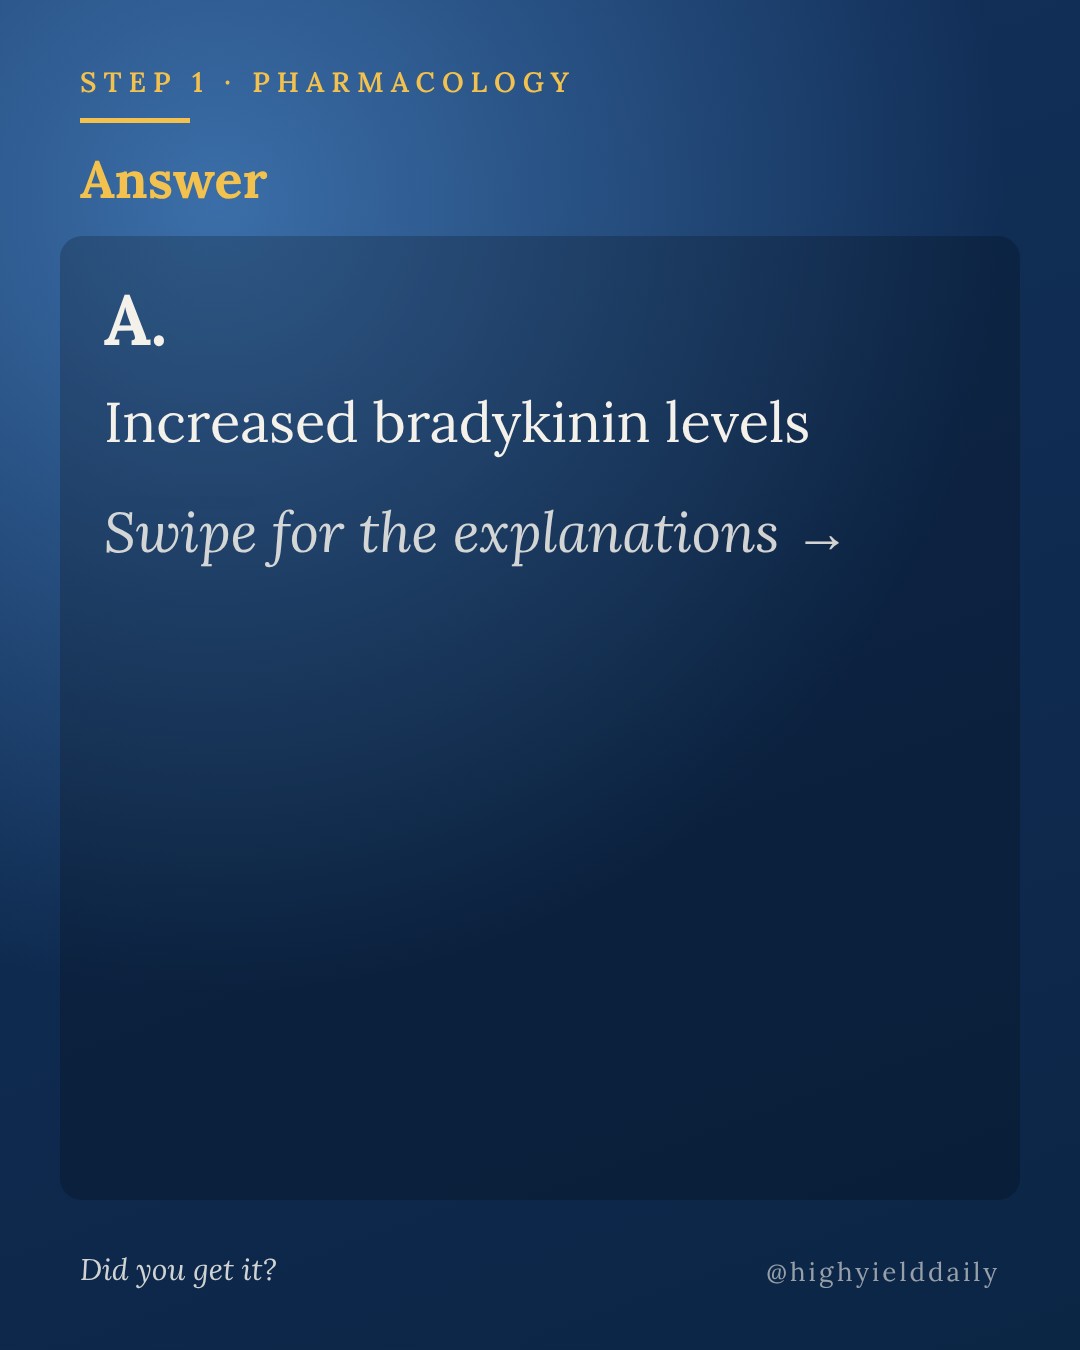 STEP 1 · PHARMACOLOGY
Answer
A.
Increased bradykinin levels
Swipe for the explanations →
Did you get it?
@highyielddaily